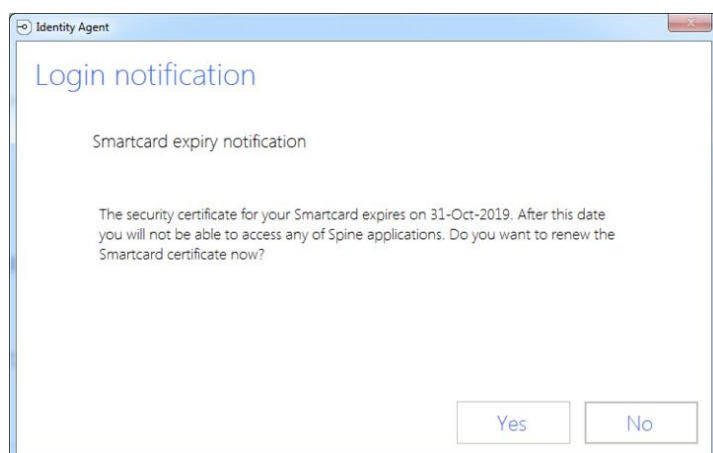 Identity Agent
Login notification
Smartcard expiry notification
The security certificate for your Smartcard expires on 31-Oct-2019. After this date
you will not be able to access any of Spine applications. Do you want to renew the
Smartcard certificate now?
Yes
No